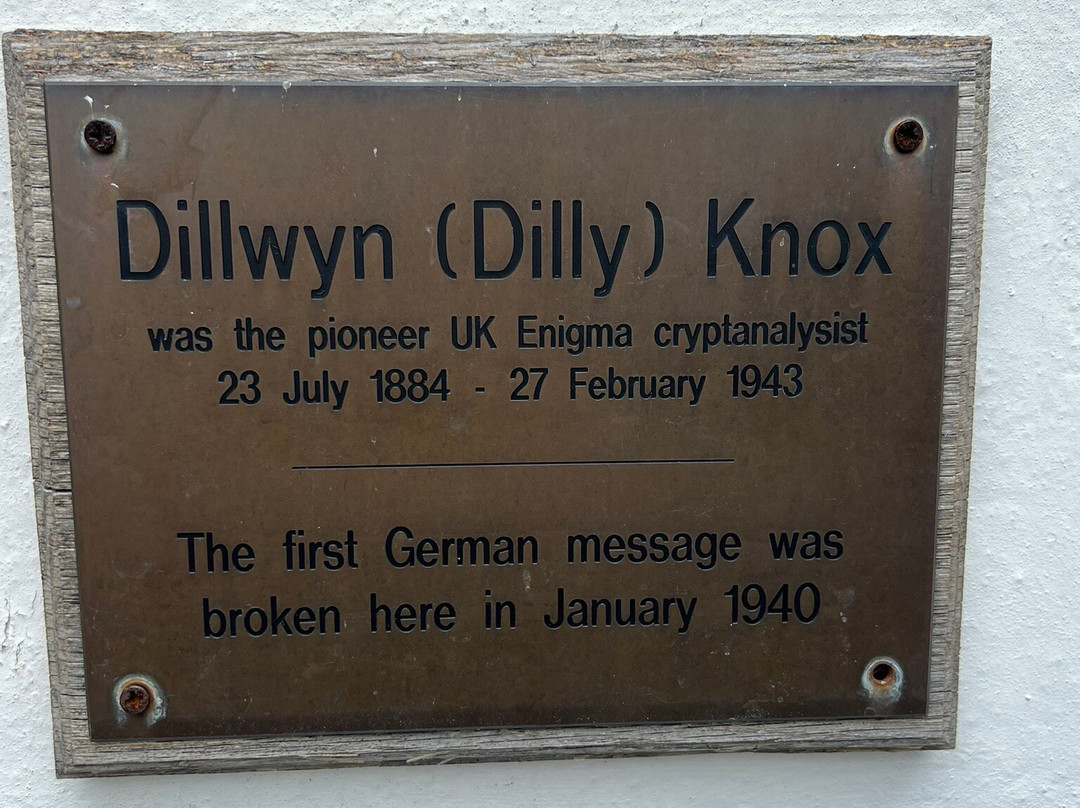 Dillwyn (Dilly) Knox
was the pioneer UK Enigma cryptanalysist
23 July 1884 - 27 February 1943
The first German message was
broken here in January 1940